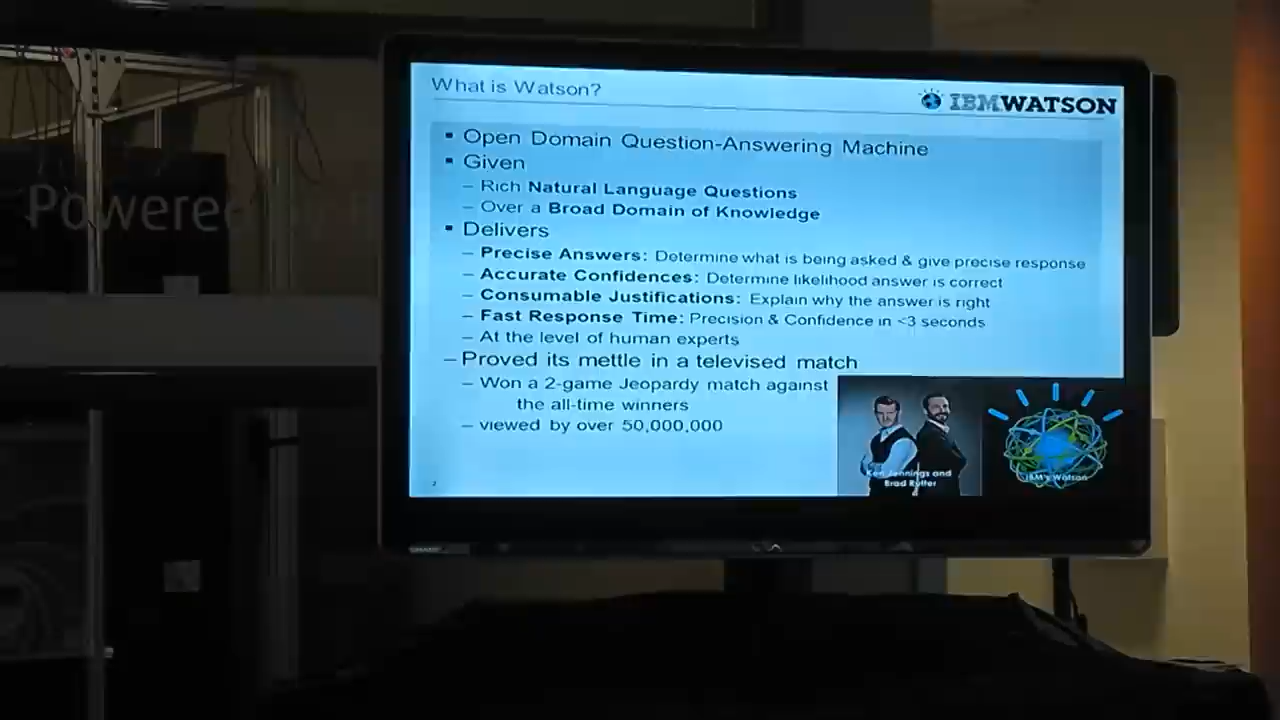 What is Watson?
IBM WATSON
▪ Open Domain Question-Answering Machine
▪ Given
– Rich Natural Language Questions
– Over a Broad Domain of Knowledge
▪ Delivers
– Precise Answers: Determine what is being asked & give precise response
– Accurate Confidences: Determine likelihood answer is correct
– Consumable Justifications: Explain why the answer is right
– Fast Response Time: Precision & Confidence in <3 seconds
– At the level of human experts
– Proved its mettle in a televised match
– Won a 2-game Jeopardy match against
the all-time winners
– viewed by over 50,000,000
Ken Jennings and
Brad Rutter
IBM's Watson
2
SHARP
Powered